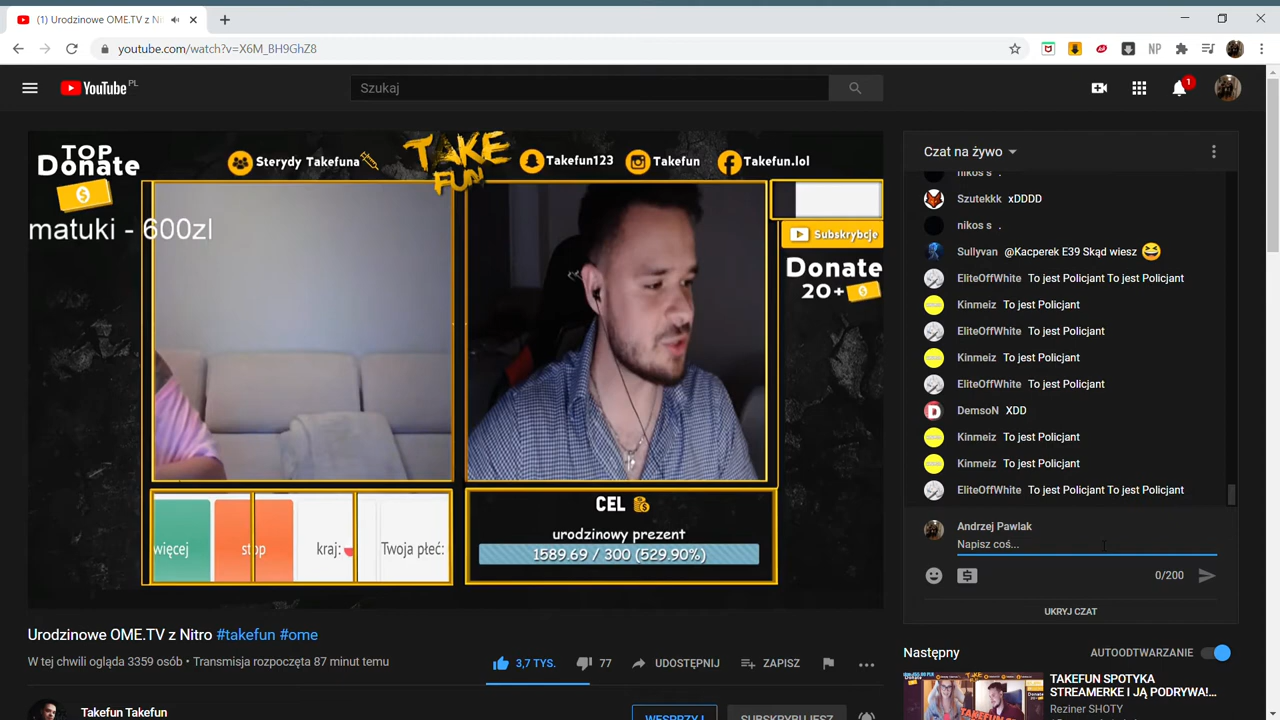 (1) Urodzinowe OME.TV z Ni
youtube.com/watch?v=X6M_BH9GhZ8
NP
YouTube PL
Szukaj
1
TOP
Donate
matuki - 600zl
Sterydy Takefuna
TAKE
FUN
Takefun123
Takefun
Takefun.lol
Subskrybcje
Donate
20+
więcej
stop
kraj:
Twoja płeć:
CEL
urodzinowy prezent
1589.69 / 300 (529.90%)
Urodzinowe OME.TV z Nitro #takefun #ome
W tej chwili ogląda 3359 osób • Transmisja rozpoczęta 87 minut temu
3,7 TYS.
77
UDOSTĘPNIJ
ZAPISZ
Takefun Takefun
WESPRZYJ
SUBSKRYBUJESZ
Czat na żywo
nikos s
Szutekkk xDDDD
nikos s .
Sullyvan @Kacperek E39 Skąd wiesz
EliteOffWhite To jest Policjant To jest Policjant
Kinmeiz To jest Policjant
EliteOffWhite To jest Policjant
Kinmeiz To jest Policjant
EliteOffWhite To jest Policjant
DemsoN XDD
Kinmeiz To jest Policjant
Kinmeiz To jest Policjant
EliteOffWhite To jest Policjant To jest Policjant
Andrzej Pawlak
Napisz coś...
0/200
UKRYJ CZAT
Następny
AUTOODTWARZANIE
TAKEFUN SPOTYKA
STREAMERKE I JĄ PODRYWA!...
Reziner SHOTY